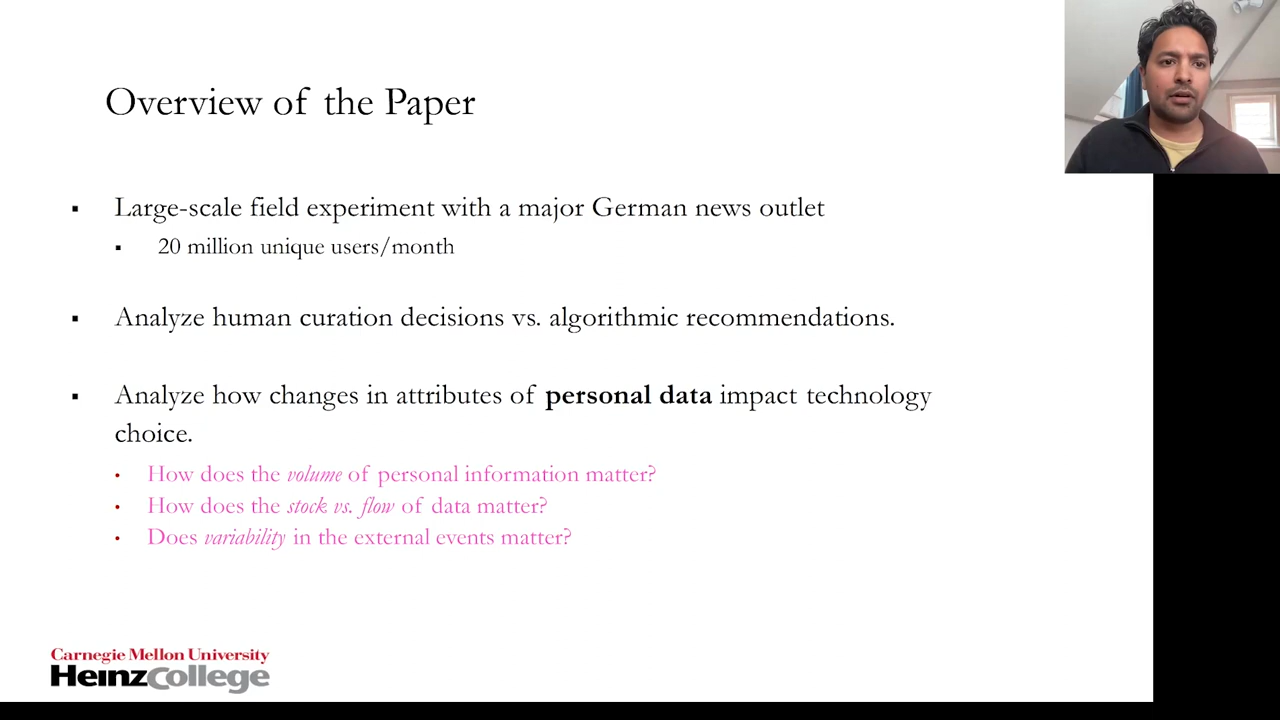 Overview of the Paper
▪ Large-scale field experiment with a major German news outlet
▪ 20 million unique users/month
▪ Analyze human curation decisions vs. algorithmic recommendations.
▪ Analyze how changes in attributes of personal data impact technology
choice.
• How does the volume of personal information matter?
• How does the stock vs. flow of data matter?
• Does variability in the external events matter?
Carnegie Mellon University
HeinzCollege